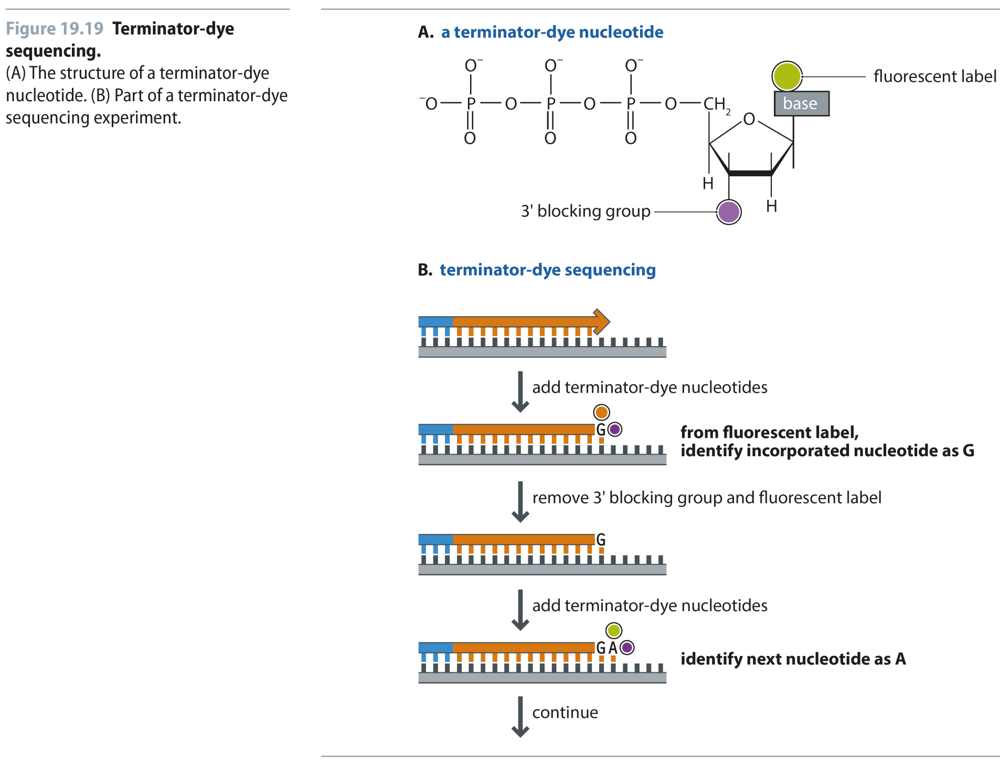 Figure 19.19 Terminator-dye
sequencing.
(A) The structure of a terminator-dye
nucleotide. (B) Part of a terminator-dye
sequencing experiment.
A. a terminator-dye nucleotide
O⁻ O⁻ O⁻
fluorescent label
⁻O P O P O P O CH₂ base
O
O O O
H
H
3' blocking group
B. terminator-dye sequencing
add terminator-dye nucleotides
G
from fluorescent label,
identify incorporated nucleotide as G
remove 3' blocking group and fluorescent label
G
add terminator-dye nucleotides
G A
identify next nucleotide as A
continue